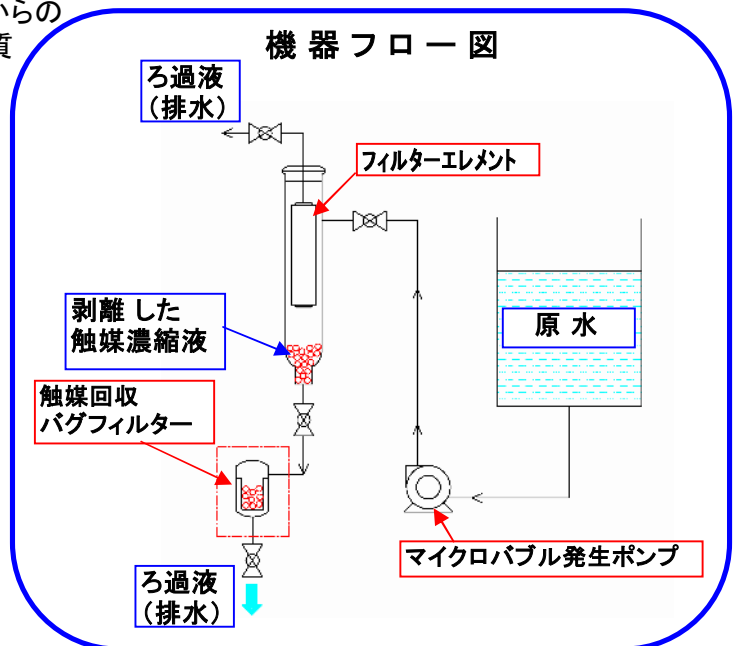 からの
質
機 器 フ ロ ー 図
ろ過液
（排水）
フィルターエレメント
剥離 した
触媒濃縮液
原 水
触媒回収
バグフィルター
マイクロバブル発生ポンプ
ろ過液
（排水）